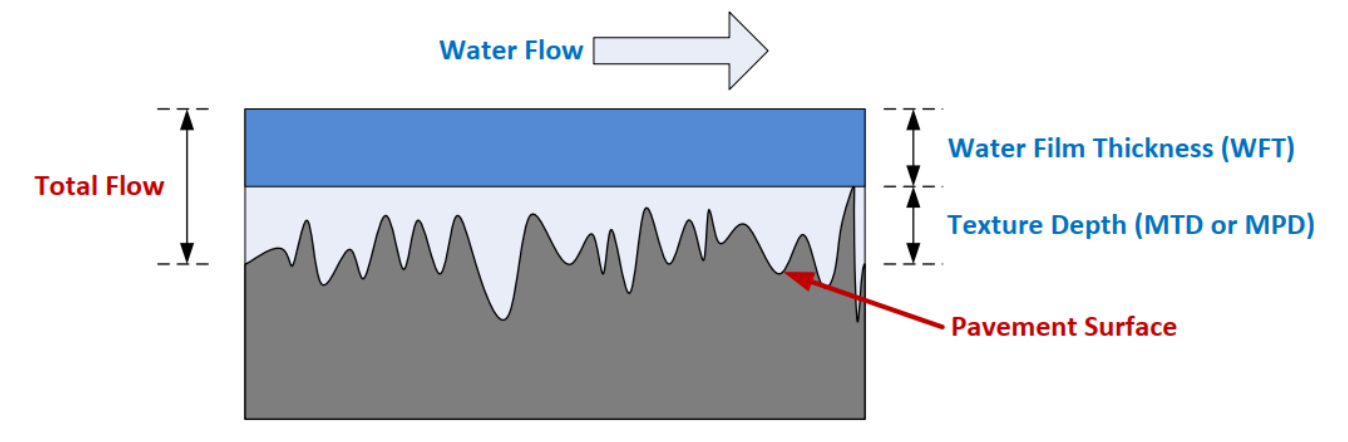 Water Flow
Total Flow
Water Film Thickness (WFT)
Texture Depth (MTD or MPD)
Pavement Surface